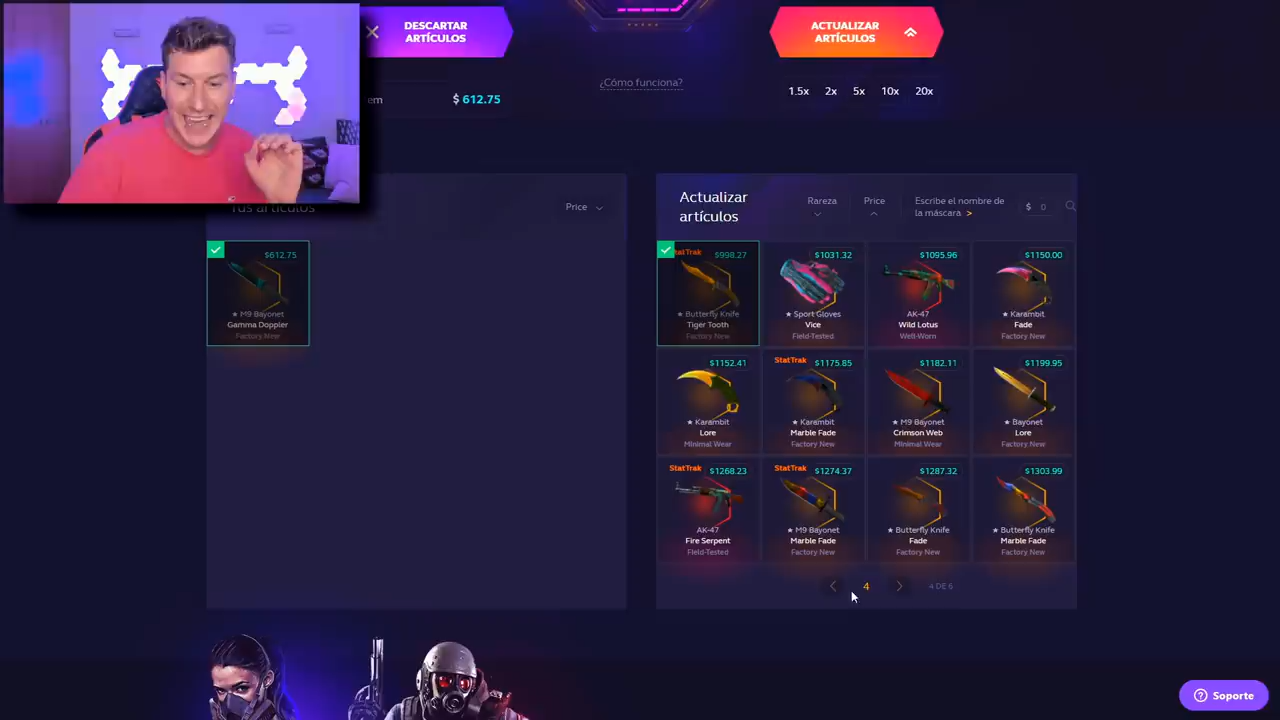 DESCARTAR
ARTÍCULOS
ACTUALIZAR
ARTÍCULOS
¿Cómo funciona?
em
$ 612.75
1.5x 2x 5x 10x 20x
Tus artículos
Price
Actualizar
artículos
Rareza
Price
Escribe el nombre de
la máscara >
$ 0
$612.75
★ M9 Bayonet
Gamma Doppler
Factory New
StatTrak $998.27
★ Butterfly Knife
Tiger Tooth
Factory New
$1031.32
★ Sport Gloves
Vice
Field-Tested
$1095.96
AK-47
Wild Lotus
Well-Worn
$1150.00
★ Karambit
Fade
Factory New
$1152.41
★ Karambit
Lore
Minimal Wear
StatTrak $1175.85
★ Karambit
Marble Fade
Factory New
$1182.11
★ M9 Bayonet
Crimson Web
Minimal Wear
$1199.95
★ Bayonet
Lore
Factory New
StatTrak $1268.23
AK-47
Fire Serpent
Field-Tested
StatTrak $1274.37
★ M9 Bayonet
Marble Fade
Factory New
$1287.32
★ Butterfly Knife
Fade
Factory New
$1303.99
★ Butterfly Knife
Marble Fade
Factory New
4
4 DE 6
Soporte